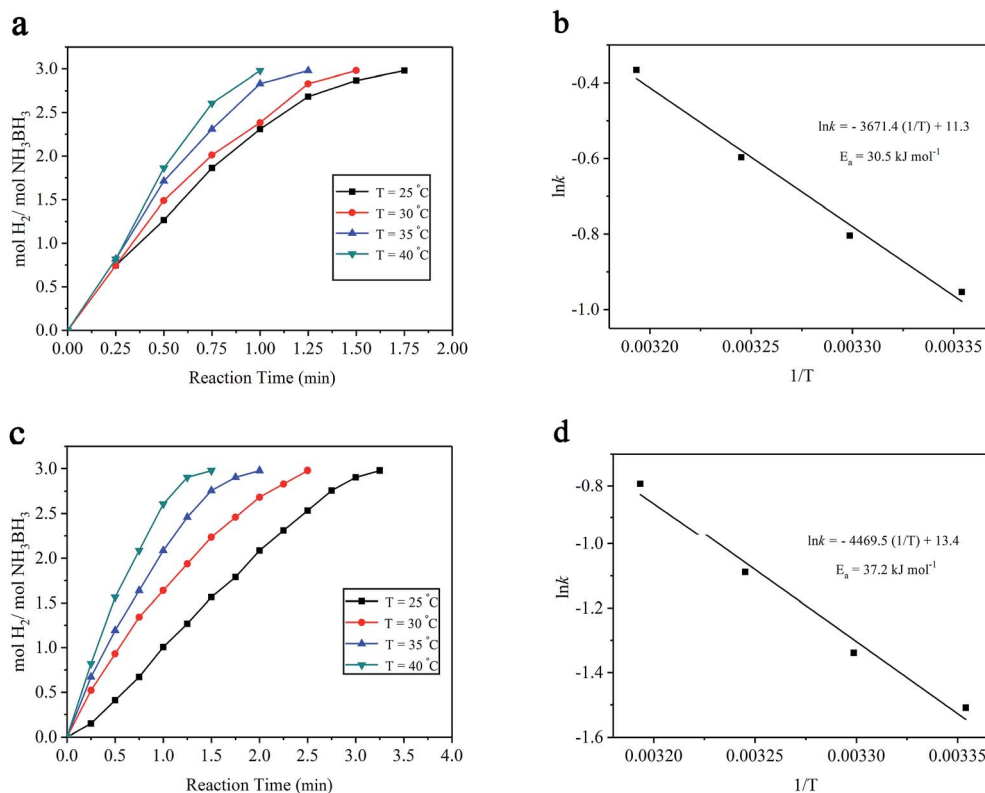 a
mol H2/ mol NH3BH3
3.0
2.5
2.0
1.5
1.0
0.5
0.0
T = 25 °C
T = 30 °C
T = 35 °C
T = 40 °C
0.00 0.25 0.50 0.75 1.00 1.25 1.50 1.75 2.00
Reaction Time (min)
b
lnk
-0.4
-0.6
-0.8
-1.0
lnk = - 3671.4 (1/T) + 11.3
Ea = 30.5 kJ mol-1
0.00320 0.00325 0.00330 0.00335
1/T
c
mol H2/ mol NH3BH3
3.0
2.5
2.0
1.5
1.0
0.5
0.0
T = 25 °C
T = 30 °C
T = 35 °C
T = 40 °C
0.0 0.5 1.0 1.5 2.0 2.5 3.0 3.5 4.0
Reaction Time (min)
d
lnk
-0.8
-1.0
-1.2
-1.4
-1.6
lnk = - 4469.5 (1/T) + 13.4
Ea = 37.2 kJ mol-1
0.00320 0.00325 0.00330 0.00335
1/T